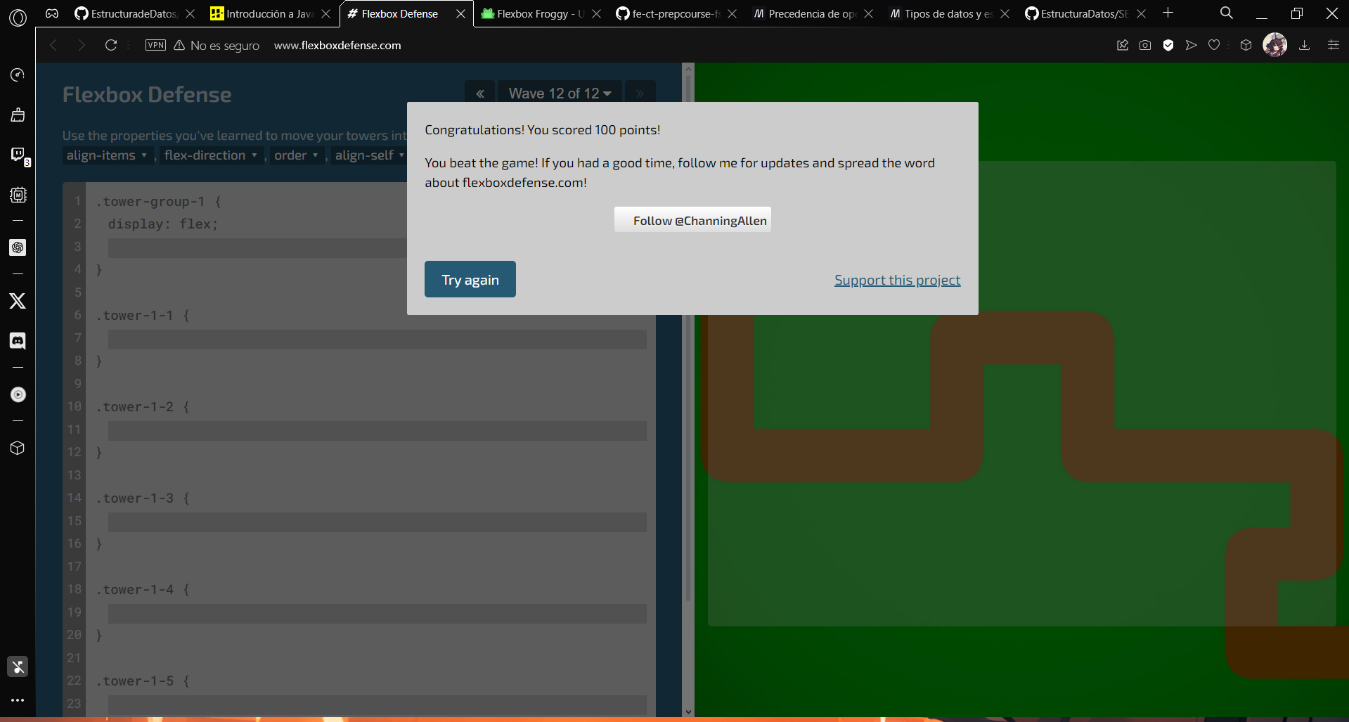 EstructuradeDatos,
Introducción a Java
Flexbox Defense
Flexbox Froggy - U
fe-ct-prepcourse-fs
Precedencia de op
Tipos de datos y es
EstructuraDatos/SE
VPN
No es seguro
www.flexboxdefense.com
3
Flexbox Defense
«
Wave 12 of 12
»
Use the properties you've learned to move your towers int
align-items , flex-direction , order , align-self
Congratulations! You scored 100 points!
You beat the game! If you had a good time, follow me for updates and spread the word
about flexboxdefense.com!
Follow @ChanningAllen
Try again
Support this project
1 .tower-group-1 {
2 display: flex;
3
4 }
5
6 .tower-1-1 {
7
8 }
9
10 .tower-1-2 {
11
12 }
13
14 .tower-1-3 {
15
16 }
17
18 .tower-1-4 {
19
20 }
21
22 .tower-1-5 {
23